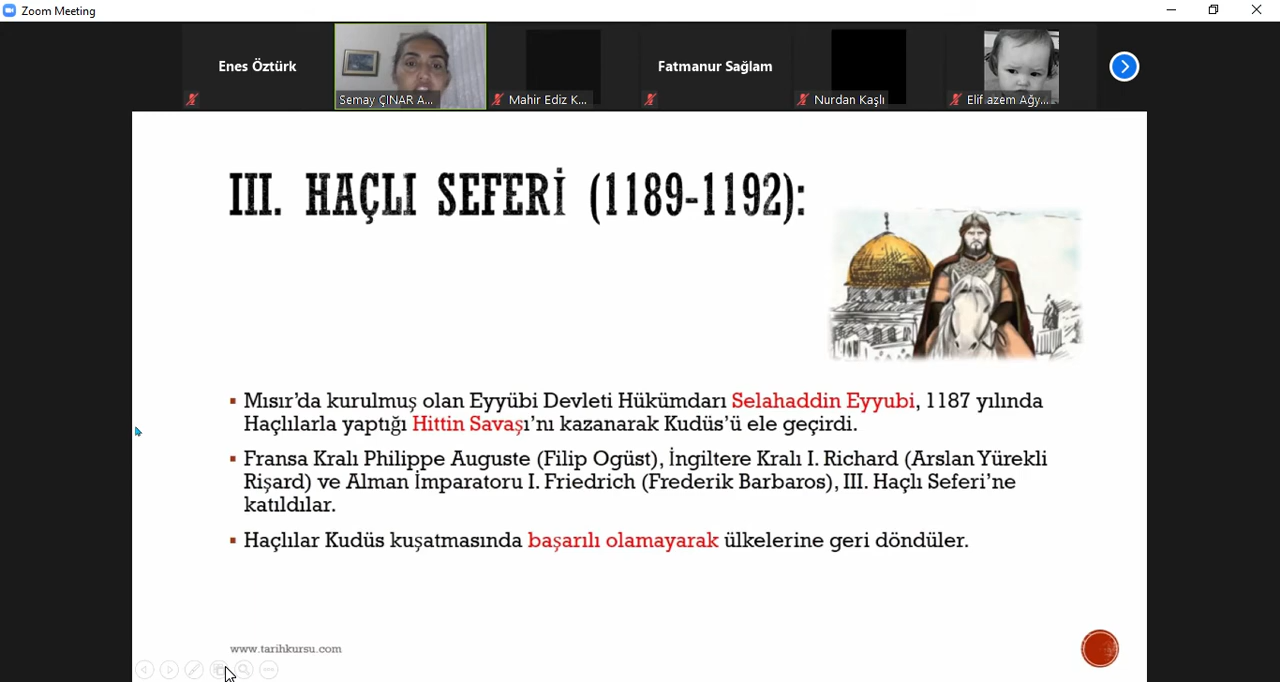 Zoom Meeting
Enes Öztürk
Semay ÇINAR A...
Mahir Ediz K...
Fatmanur Sağlam
Nurdan Kaşlı
Elif azem Ağy...
III. HAÇLI SEFERİ (1189-1192):
Mısır’da kurulmuş olan Eyyübi Devleti Hükümdarı Selahaddin Eyyubi, 1187 yılında
Haçlılarla yaptığı Hittin Savaşı’nı kazanarak Kudüs’ü ele geçirdi.
Fransa Kralı Philippe Auguste (Filip Ogüst), İngiltere Kralı I. Richard (Arslan Yürekli
Rişard) ve Alman İmparatoru I. Friedrich (Frederik Barbaros), III. Haçlı Seferi’ne
katıldılar.
Haçlılar Kudüs kuşatmasında başarılı olamayarak ülkelerine geri döndüler.
www.tarihkursu.com